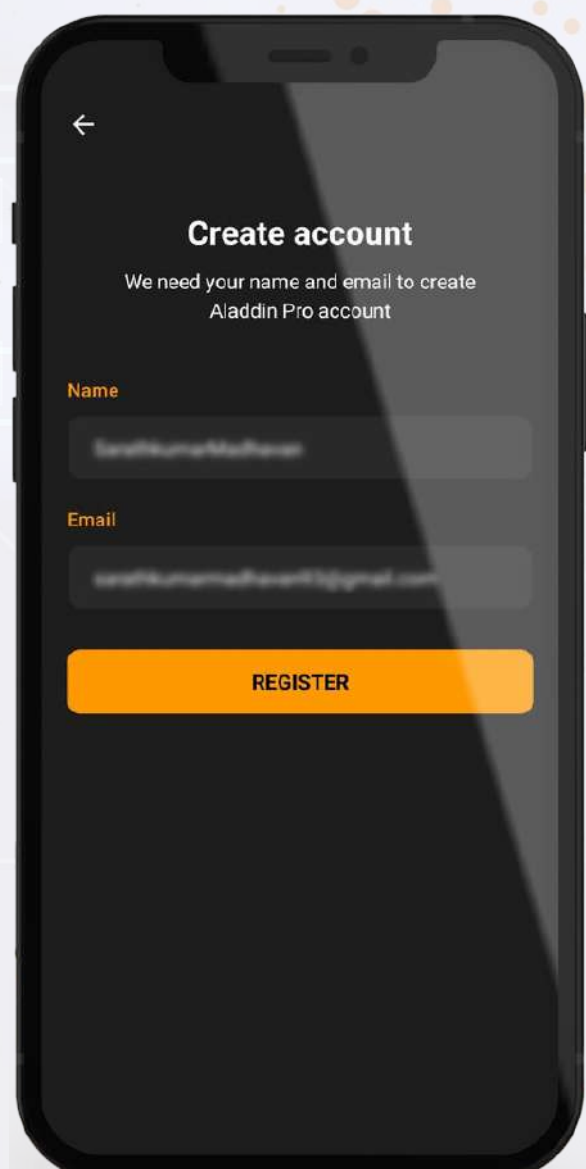 Create account
We need your name and email to create
Aladdin Pro account
Name
Email
REGISTER